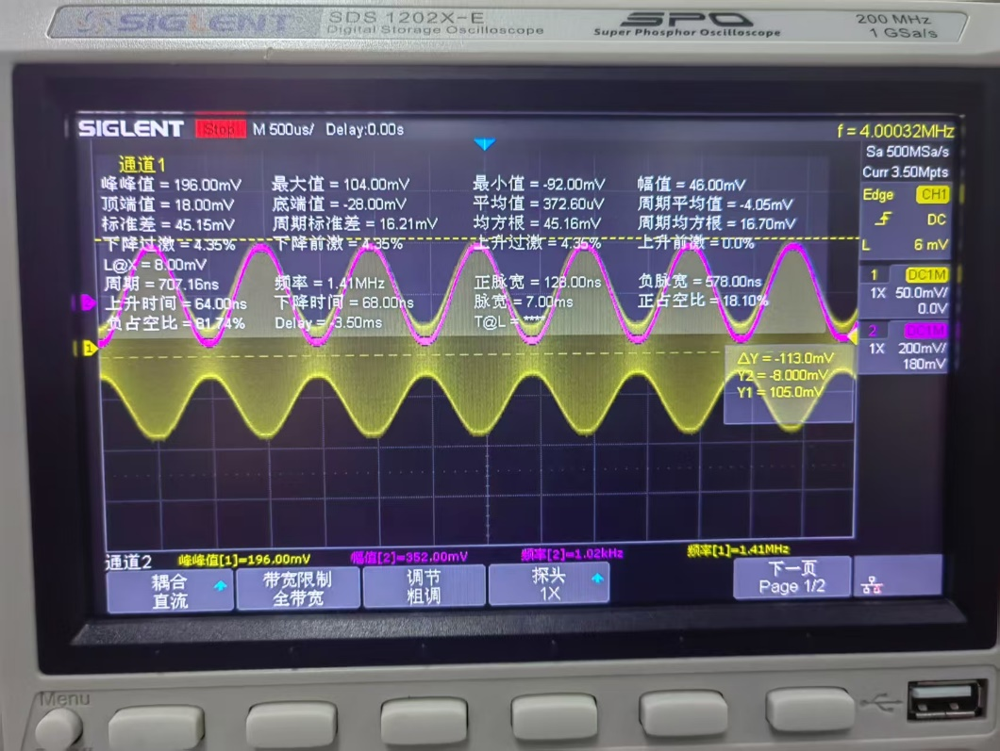 SIGLENT SDS 1202X-E SPO 200 MHz
Digital Storage Oscilloscope Super Phosphor Oscilloscope 1 GSa/s
SIGLENT Stop M 500us/ Delay:0.00s f = 4.00032MHz
Sa 500MSa/s
Curr 3.50Mpts
Edge CH1
DC
L 6 mV
1 DC1M
1X 50.0mV/
0.0V
2 DC1M
1X 200mV/
180mV
通道1
峰峰值 = 196.00mV 最大值 = 104.00mV 最小值 = -92.00mV 幅值 = 46.00mV
顶端值 = 18.00mV 底端值 = -28.00mV 平均值 = 372.60uV 周期平均值 = -4.05mV
标准差 = 45.15mV 周期标准差 = 16.21mV 均方根 = 45.16mV 周期均方根 = 16.70mV
下降过激 = 4.35% 下降前激 = 4.35% 上升过激 = 4.35% 上升前激 = 0.0%
L@X = 8.00mV
周期 = 707.16ns 频率 = 1.41MHz 正脉宽 = 128.00ns 负脉宽 = 578.00ns
上升时间 = 64.00ns 下降时间 = 68.00ns 脉宽 = 7.00ms 正占空比 = 18.10%
负占空比 = 81.74% Delay = -3.50ms T@L = ****
1
ΔY = -113.0mV
Y2 = -8.000mV
Y1 = 105.0mV
通道2 峰峰值[1]=196.00mV 幅值[2]=352.00mV 频率[2]=1.02kHz 频率[1]=1.41MHz
耦合 带宽限制 调节 探头 下一页
直流 全带宽 粗调 1X Page 1/2
Menu